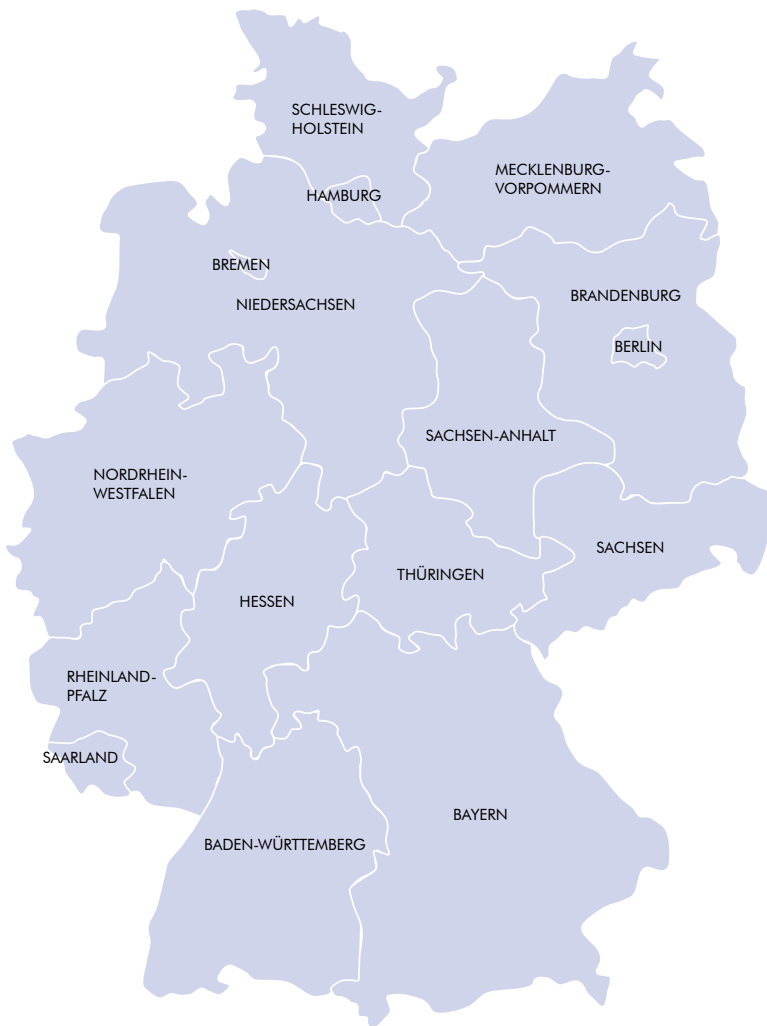 SCHLESWIG-
HOLSTEIN
MECKLENBURG-
VORPOMMERN
HAMBURG
BREMEN
NIEDERSACHSEN
BRANDENBURG
BERLIN
SACHSEN-ANHALT
NORDRHEIN-
WESTFALEN
SACHSEN
THÜRINGEN
HESSEN
RHEINLAND-
PFALZ
SAARLAND
BAYERN
BADEN-WÜRTTEMBERG